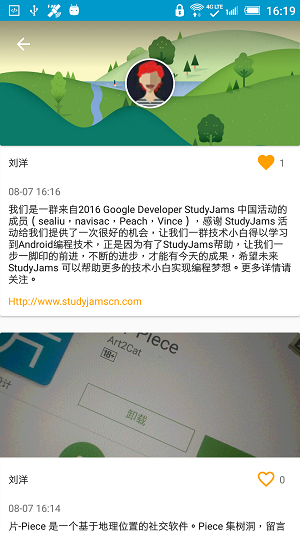 4G LTE 16:19
刘洋 1
08-07 16:16
我们是一群来自2016 Google Developer StudyJams 中国活动的
成员（sealiu，navisac，Peach，Vince），感谢 StudyJams 活
动给我们提供了一次很好的机会，让我们一群技术小白得以学习
到Android编程技术，正是因为有了StudyJams帮助，让我们一
步一脚印的前进，不断的进步，才能有今天的成果，希望未来
StudyJams 可以帮助更多的技术小白实现编程梦想。更多详情请
关注。
Http://www.studyjamscn.com
Piece
Art2Cat
18+
卸载
刘洋 0
08-07 16:14
片-Piece 是一个基于地理位置的社交软件。Piece 集树洞，留言